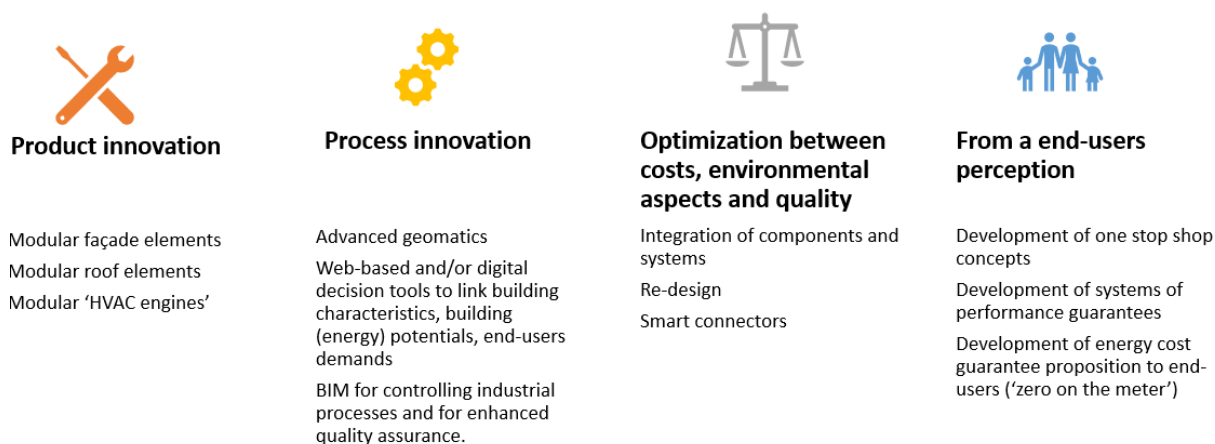 Product innovation
Modular façade elements
Modular roof elements
Modular ‘HVAC engines’
Process innovation
Advanced geomatics
Web-based and/or digital
decision tools to link building
characteristics, building
(energy) potentials, end-users
demands
BIM for controlling industrial
processes and for enhanced
quality assurance.
Optimization between
costs, environmental
aspects and quality
Integration of components and
systems
Re-design
Smart connectors
From a end-users
perception
Development of one stop shop
concepts
Development of systems of
performance guarantees
Development of energy cost
guarantee proposition to end-
users (‘zero on the meter’)